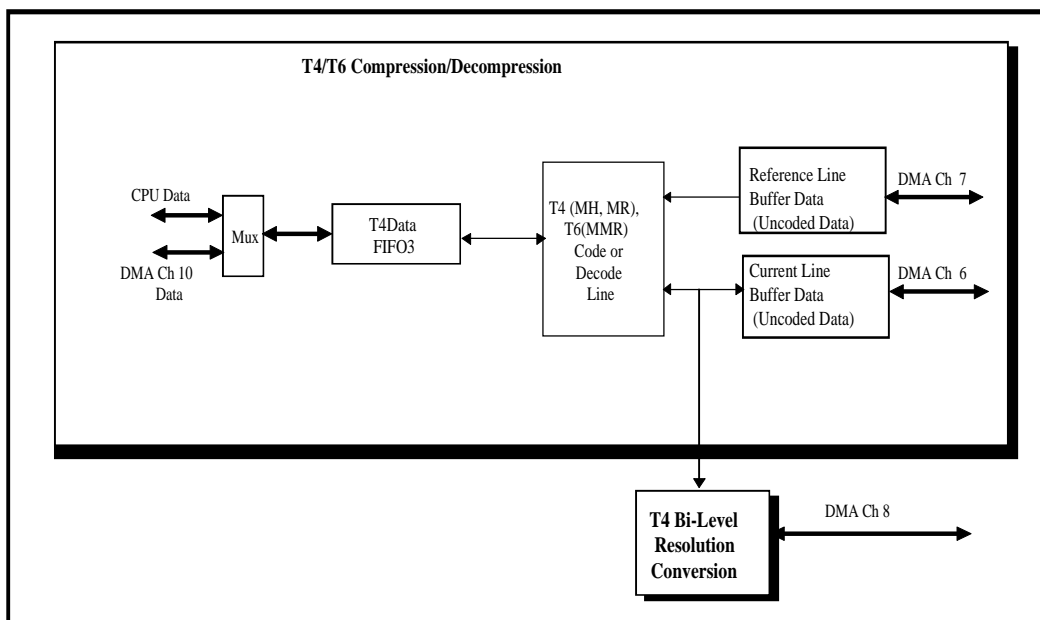 T4/T6 Compression/Decompression
CPU Data
DMA Ch 10
Data
Mux
T4Data
FIFO3
T4 (MH, MR),
T6(MMR)
Code or
Decode
Line
Reference Line
Buffer Data
(Uncoded Data)
DMA Ch 7
Current Line
Buffer Data
(Uncoded Data)
DMA Ch 6
T4 Bi-Level
Resolution
Conversion
DMA Ch 8